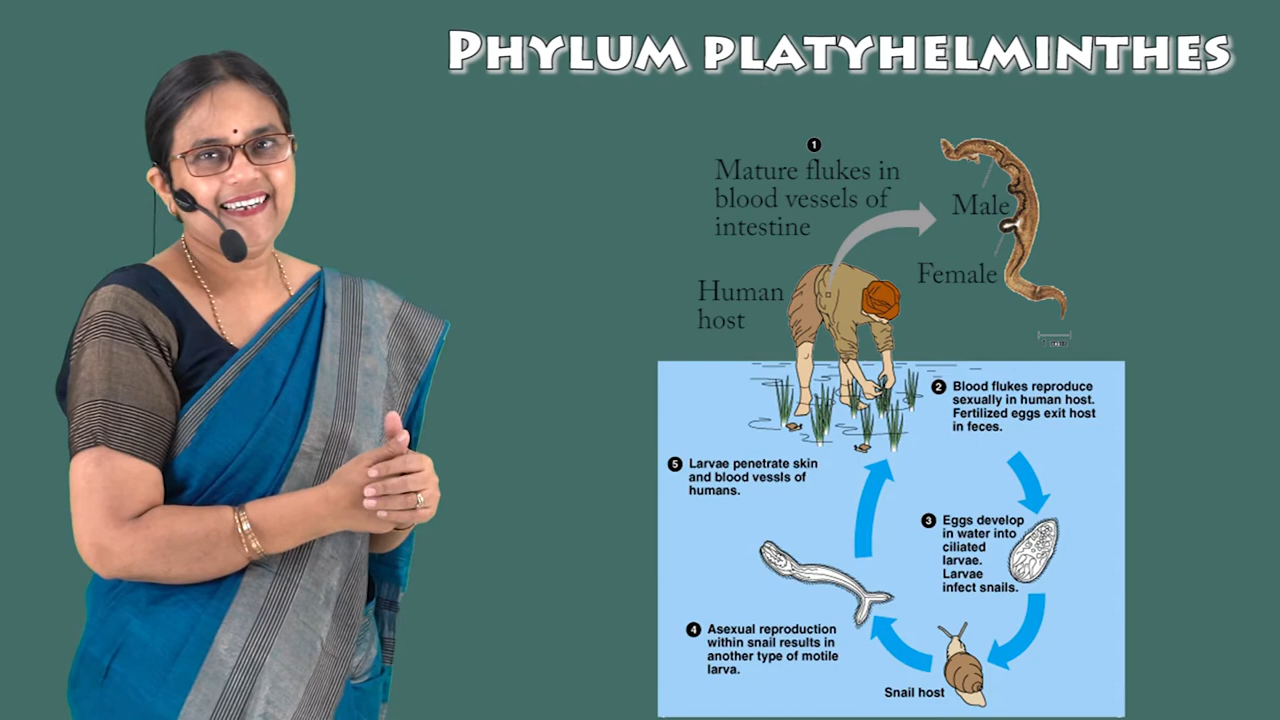 PHYLUM PLATYHELMINTHES
1
Mature flukes in
blood vessels of
intestine
Male
Female
Human
host
1 mm
2 Blood flukes reproduce
sexually in human host.
Fertilized eggs exit host
in feces.
5 Larvae penetrate skin
and blood vessls of
humans.
3 Eggs develop
in water into
ciliated
larvae.
Larvae
infect snails.
4 Asexual reproduction
within snail results in
another type of motile
larva.
Snail host